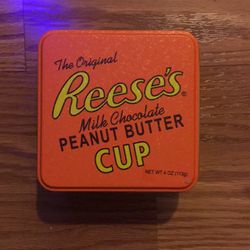 The Original
Reese's®
Milk Chocolate
PEANUT BUTTER
CUP
NET WT 4 OZ (113g)